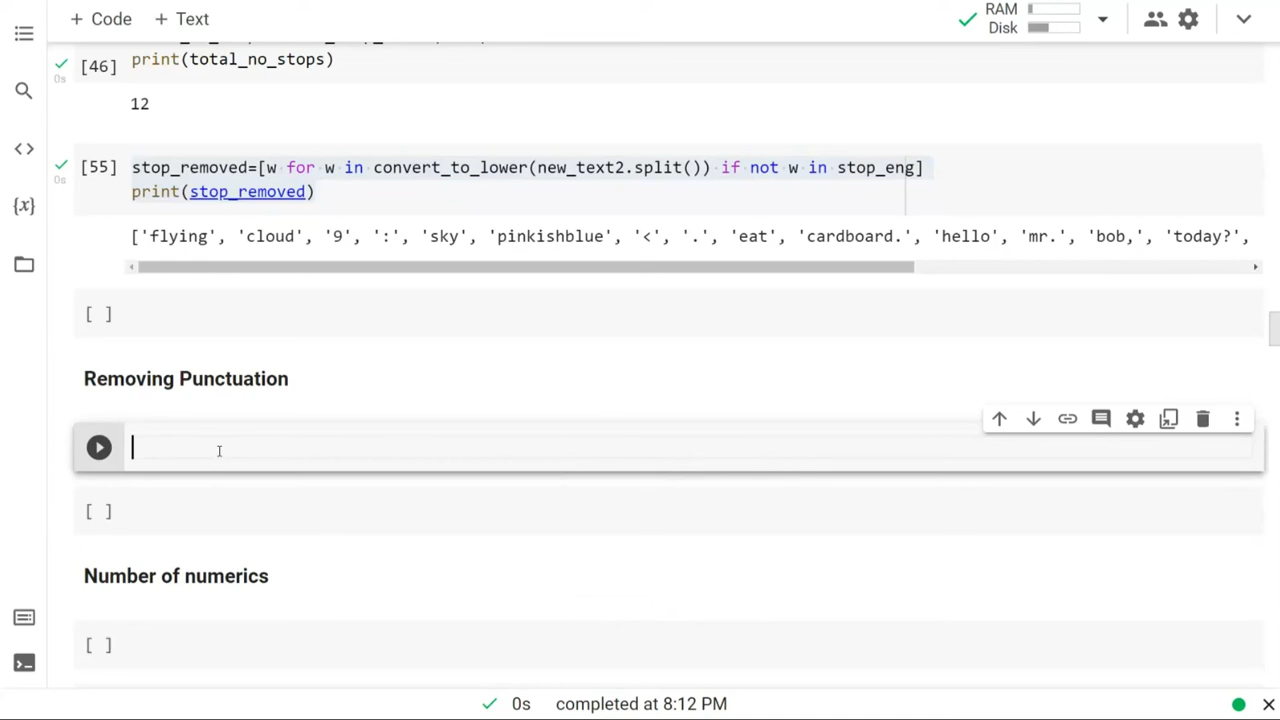 + Code + Text
RAM
Disk
[46] print(total_no_stops)
0s
12
[55] stop_removed=[w for w in convert_to_lower(new_text2.split()) if not w in stop_eng]
0s
print(stop_removed)
['flying', 'cloud', '9', ':', 'sky', 'pinkishblue', '<', '.', 'eat', 'cardboard.', 'hello', 'mr.', 'bob,', 'today?',
[ ]
Removing Punctuation
[ ]
Number of numerics
[ ]
0s completed at 8:12 PM